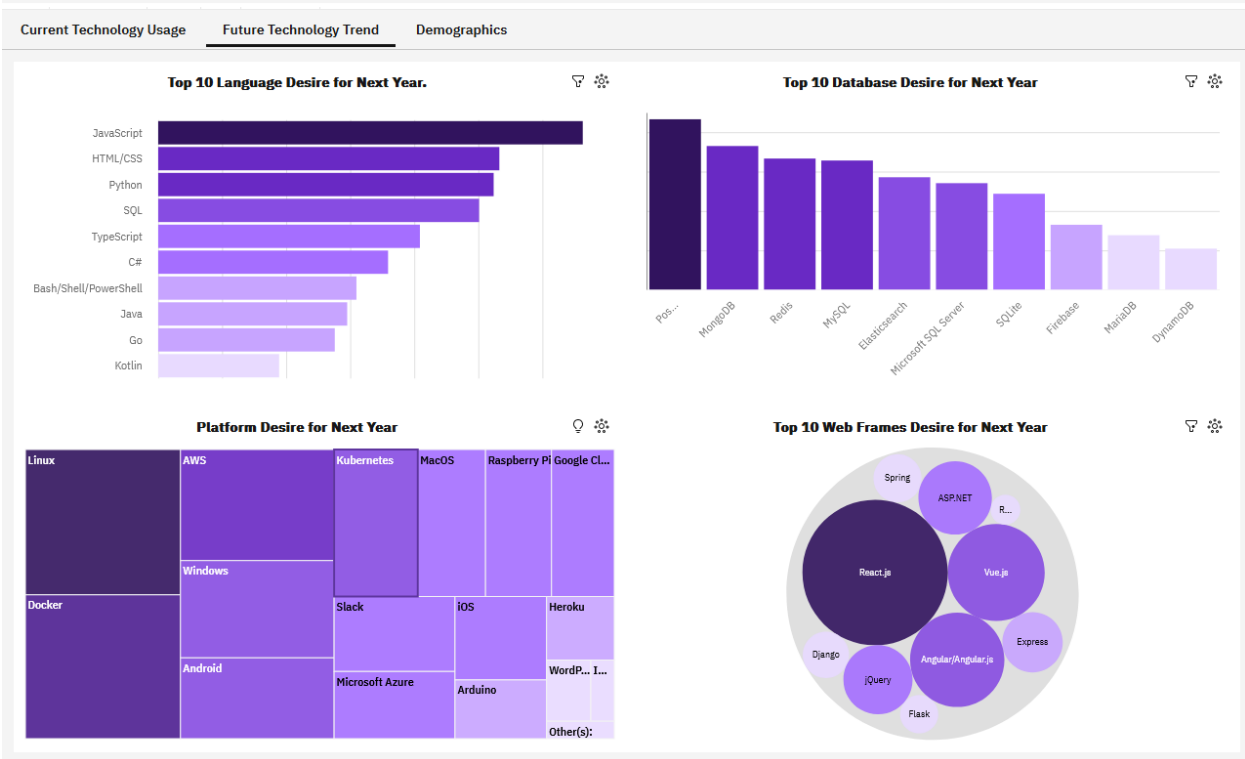 Current Technology Usage
Future Technology Trend
Demographics
Top 10 Language Desire for Next Year.
JavaScript
HTML/CSS
Python
SQL
TypeScript
C#
Bash/Shell/PowerShell
Java
Go
Kotlin
Top 10 Database Desire for Next Year
Pos...
MongoDB
Redis
MySQL
Elasticsearch
Microsoft SQL Server
SQLite
Firebase
MariaDB
DynamoDB
Platform Desire for Next Year
Linux
AWS
Kubernetes
MacOS
Raspberry Pi
Google Cl...
Windows
Docker
Slack
iOS
Heroku
Android
WordP...
I...
Microsoft Azure
Arduino
Other(s):
Top 10 Web Frames Desire for Next Year
Spring
ASP.NET
R...
React.js
Vue.js
Express
Django
Angular/Angular.js
jQuery
Flask